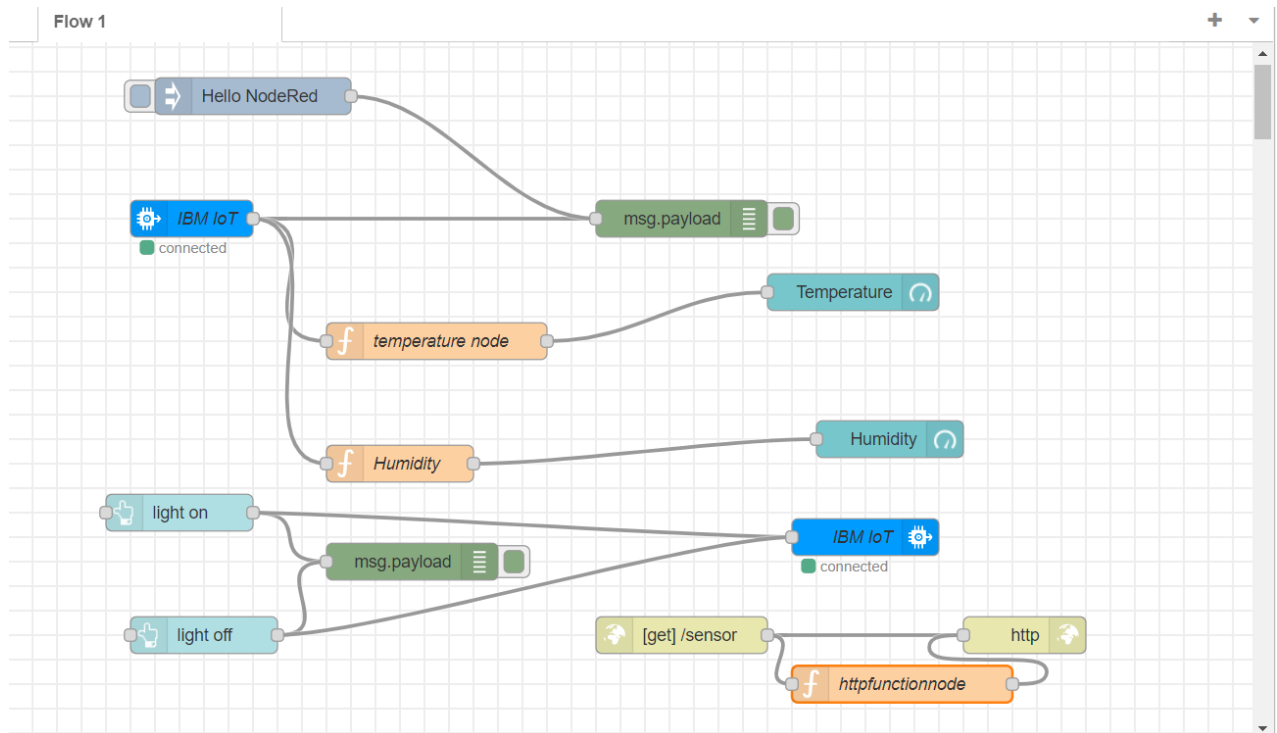 Flow 1
Hello NodeRed
IBM IoT
connected
msg.payload
Temperature
temperature node
Humidity
Humidity
light on
IBM IoT
connected
msg.payload
light off
[get] /sensor
http
httpfunctionnode